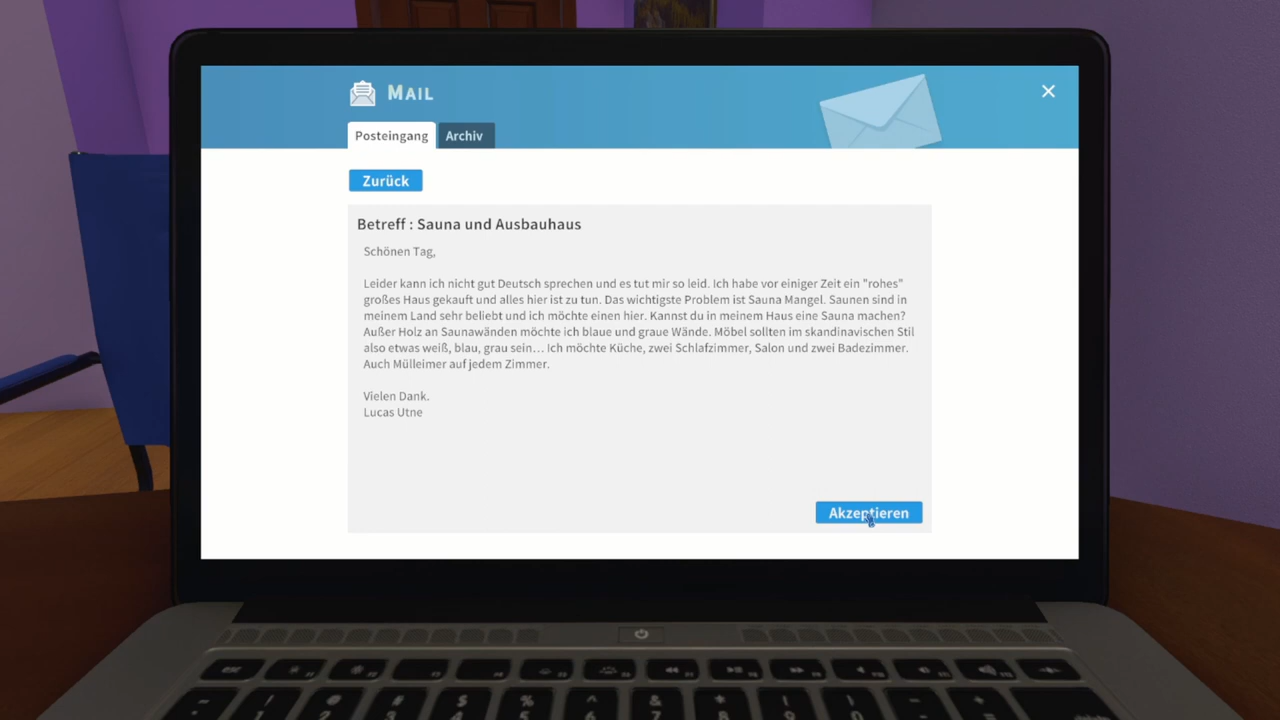 MAIL
Posteingang
Archiv
Zurück
Betreff : Sauna und Ausbauhaus
Schönen Tag,
Leider kann ich nicht gut Deutsch sprechen und es tut mir so leid. Ich habe vor einiger Zeit ein "rohes"
großes Haus gekauft und alles hier ist zu tun. Das wichtigste Problem ist Sauna Mangel. Saunen sind in
meinem Land sehr beliebt und ich möchte einen hier. Kannst du in meinem Haus eine Sauna machen?
Außer Holz an Saunawänden möchte ich blaue und graue Wände. Möbel sollten im skandinavischen Stil
also etwas weiß, blau, grau sein... Ich möchte Küche, zwei Schlafzimmer, Salon und zwei Badezimmer.
Auch Mülleimer auf jedem Zimmer.
Vielen Dank.
Lucas Utne
Akzeptieren